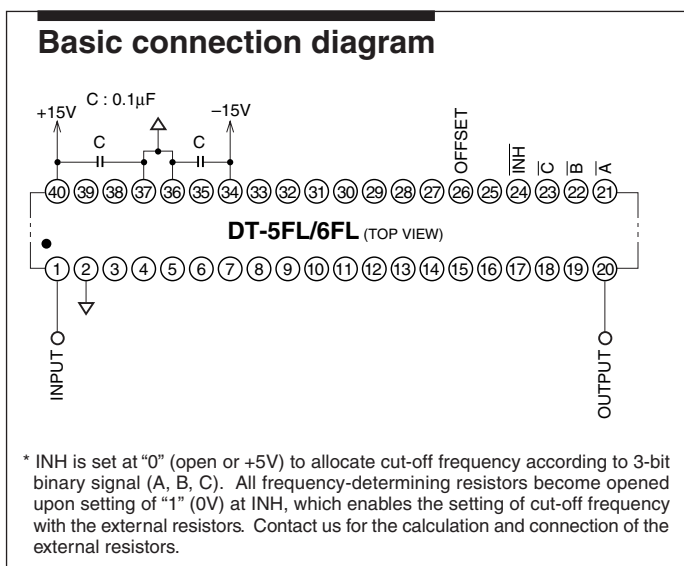 Basic connection diagram
C : 0.1μF
+15V
–15V
C
C
OFFSET
INH
C
B
A
40 39 38 37 36 35 34 33 32 31 30 29 28 27 26 25 24 23 22 21
DT-5FL/6FL (TOP VIEW)
1 2 3 4 5 6 7 8 9 10 11 12 13 14 15 16 17 18 19 20
INPUT
OUTPUT
* INH is set at “0” (open or +5V) to allocate cut-off frequency according to 3-bit
binary signal (A, B, C). All frequency-determining resistors become opened
upon setting of “1” (0V) at INH, which enables the setting of cut-off frequency
with the external resistors. Contact us for the calculation and connection of the
external resistors.